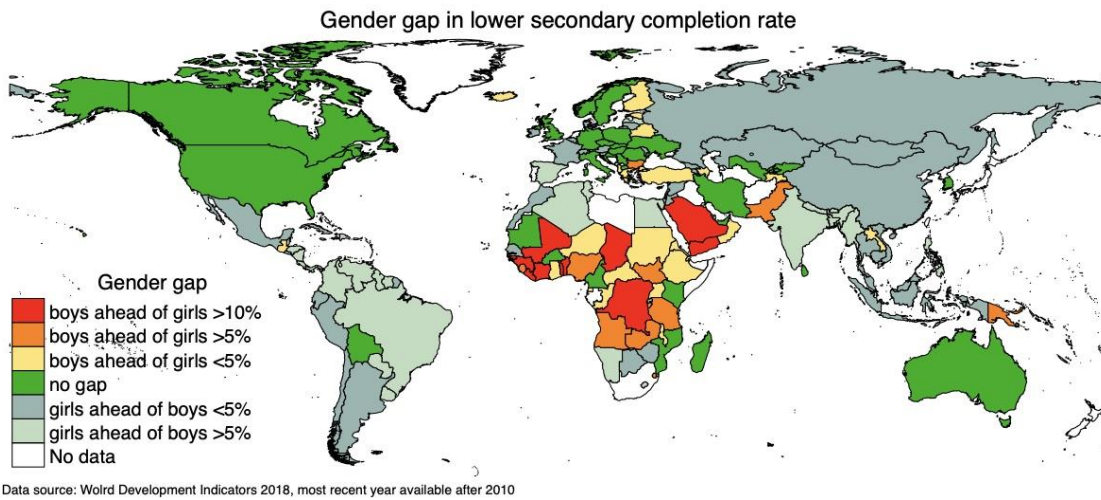 Gender gap in lower secondary completion rate
Gender gap
boys ahead of girls >10%
boys ahead of girls >5%
boys ahead of girls <5%
no gap
girls ahead of boys <5%
girls ahead of boys >5%
No data
Data source: Wolrd Development Indicators 2018, most recent year available after 2010